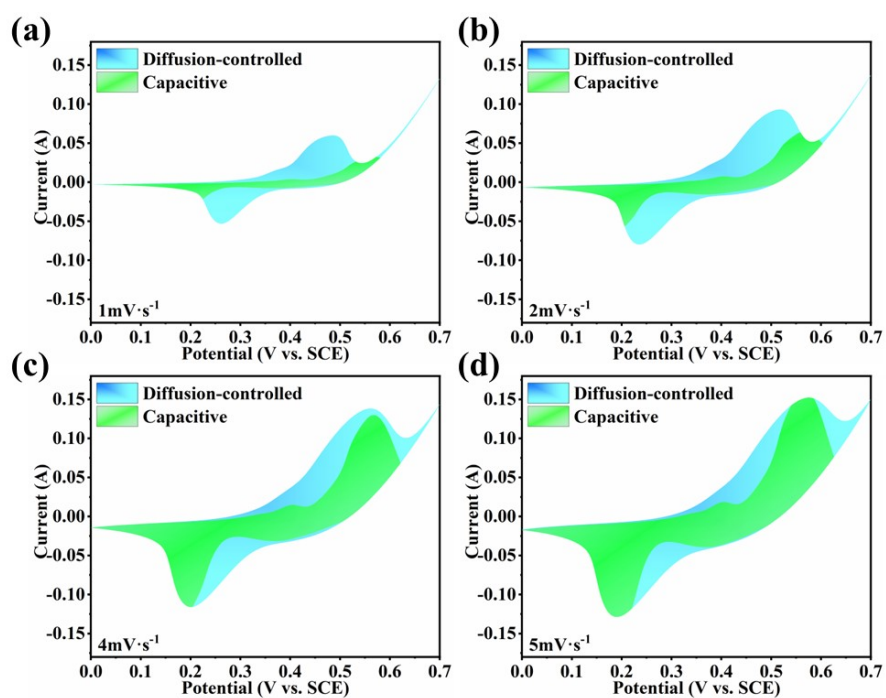 (a)
Diffusion-controlled
Capacitive
0.15
0.10
0.05
0.00
-0.05
-0.10
-0.15
Current (A)
1mV·s⁻¹
0.0 0.1 0.2 0.3 0.4 0.5 0.6 0.7
Potential (V vs. SCE)
(b)
Diffusion-controlled
Capacitive
0.15
0.10
0.05
0.00
-0.05
-0.10
-0.15
Current (A)
2mV·s⁻¹
0.0 0.1 0.2 0.3 0.4 0.5 0.6 0.7
Potential (V vs. SCE)
(c)
Diffusion-controlled
Capacitive
0.15
0.10
0.05
0.00
-0.05
-0.10
-0.15
Current (A)
4mV·s⁻¹
0.0 0.1 0.2 0.3 0.4 0.5 0.6 0.7
Potential (V vs. SCE)
(d)
Diffusion-controlled
Capacitive
0.15
0.10
0.05
0.00
-0.05
-0.10
-0.15
Current (A)
5mV·s⁻¹
0.0 0.1 0.2 0.3 0.4 0.5 0.6 0.7
Potential (V vs. SCE)